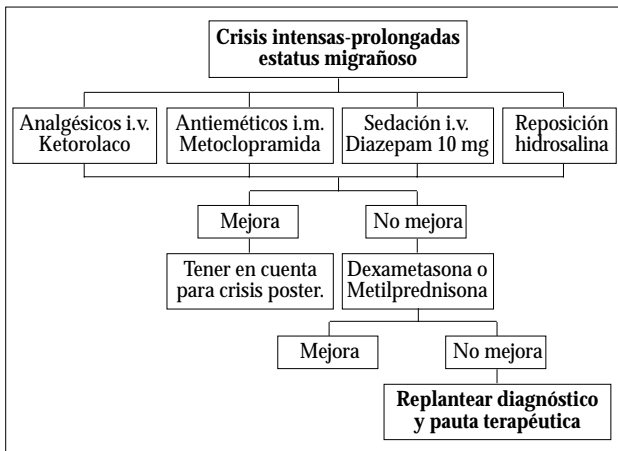 Crisis intensas-prolongadas
estatus migrañoso
Analgésicos i.v.
Ketorolaco
Antieméticos i.m.
Metoclopramida
Sedación i.v.
Diazepam 10 mg
Reposición
hidrosalina
Mejora
No mejora
Tener en cuenta
para crisis poster.
Dexametasona o
Metilprednisona
Mejora
No mejora
Replantear diagnóstico
y pauta terapéutica